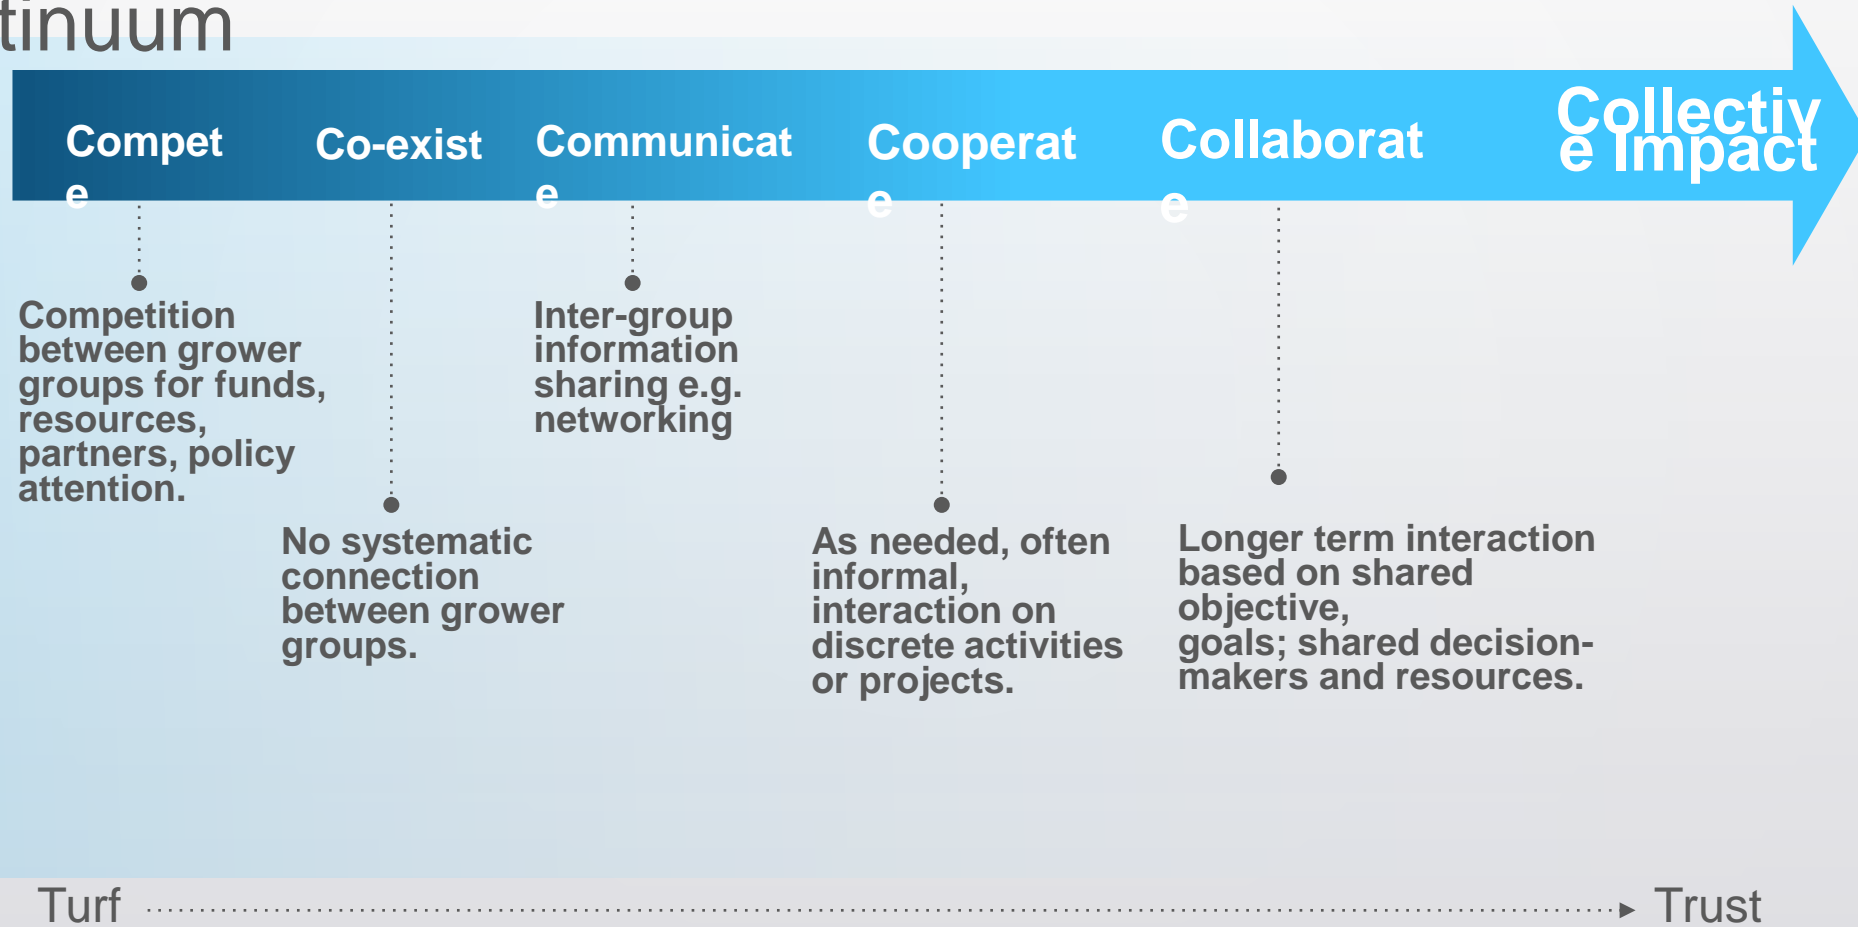 tinuum
Compet
e
Co-exist
Communicat
e
Cooperat
e
Collaborat
e
Collectiv
e Impact
Competition
between grower
groups for funds,
resources,
partners, policy
attention.
No systematic
connection
between grower
groups.
Inter-group
information
sharing e.g.
networking
As needed, often
informal,
interaction on
discrete activities
or projects.
Longer term interaction
based on shared
objective,
goals; shared decision-
makers and resources.
Turf
Trust